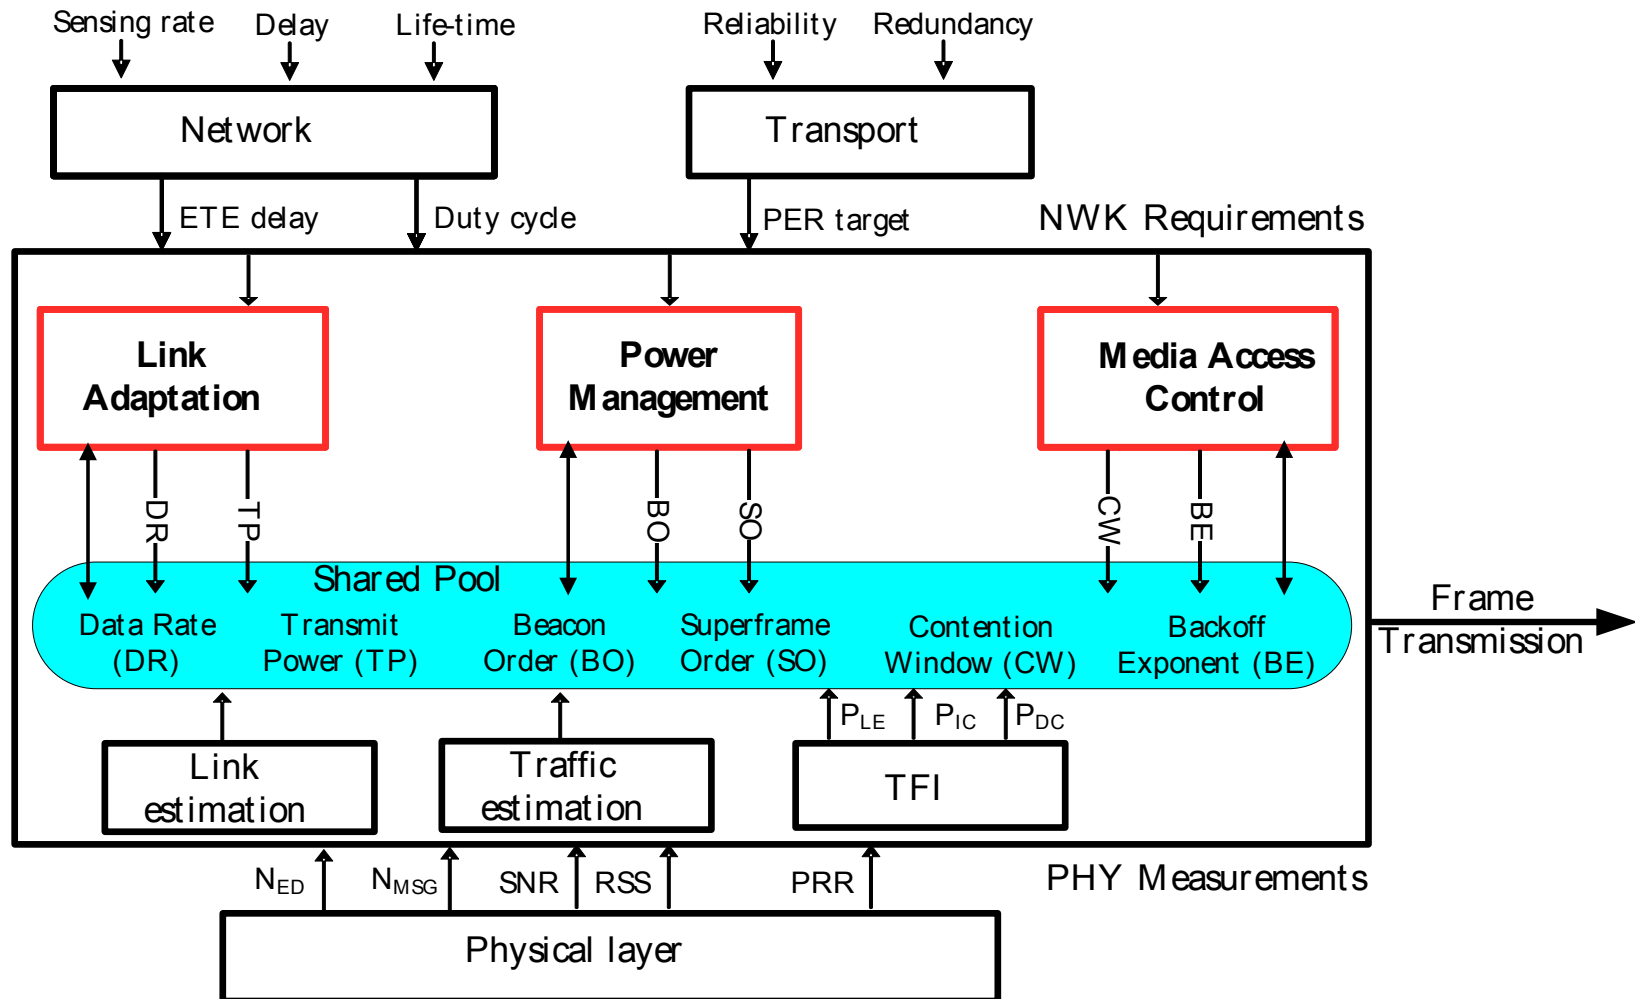 Sensing rate
Delay
Life-time
Reliability
Redundancy
Network
Transport
ETE delay
Duty cycle
PER target
NWK Requirements
Link
Adaptation
Power
Management
Media Access
Control
DR
TP
BO
SO
CW
BE
Shared Pool
Data Rate
(DR)
Transmit
Power (TP)
Beacon
Order (BO)
Superframe
Order (SO)
Contention
Window (CW)
Backoff
Exponent (BE)
Frame
Transmission
PLE
PIC
PDC
Link
estimation
Traffic
estimation
TFI
NED
NMSG
SNR
RSS
PRR
PHY Measurements
Physical layer